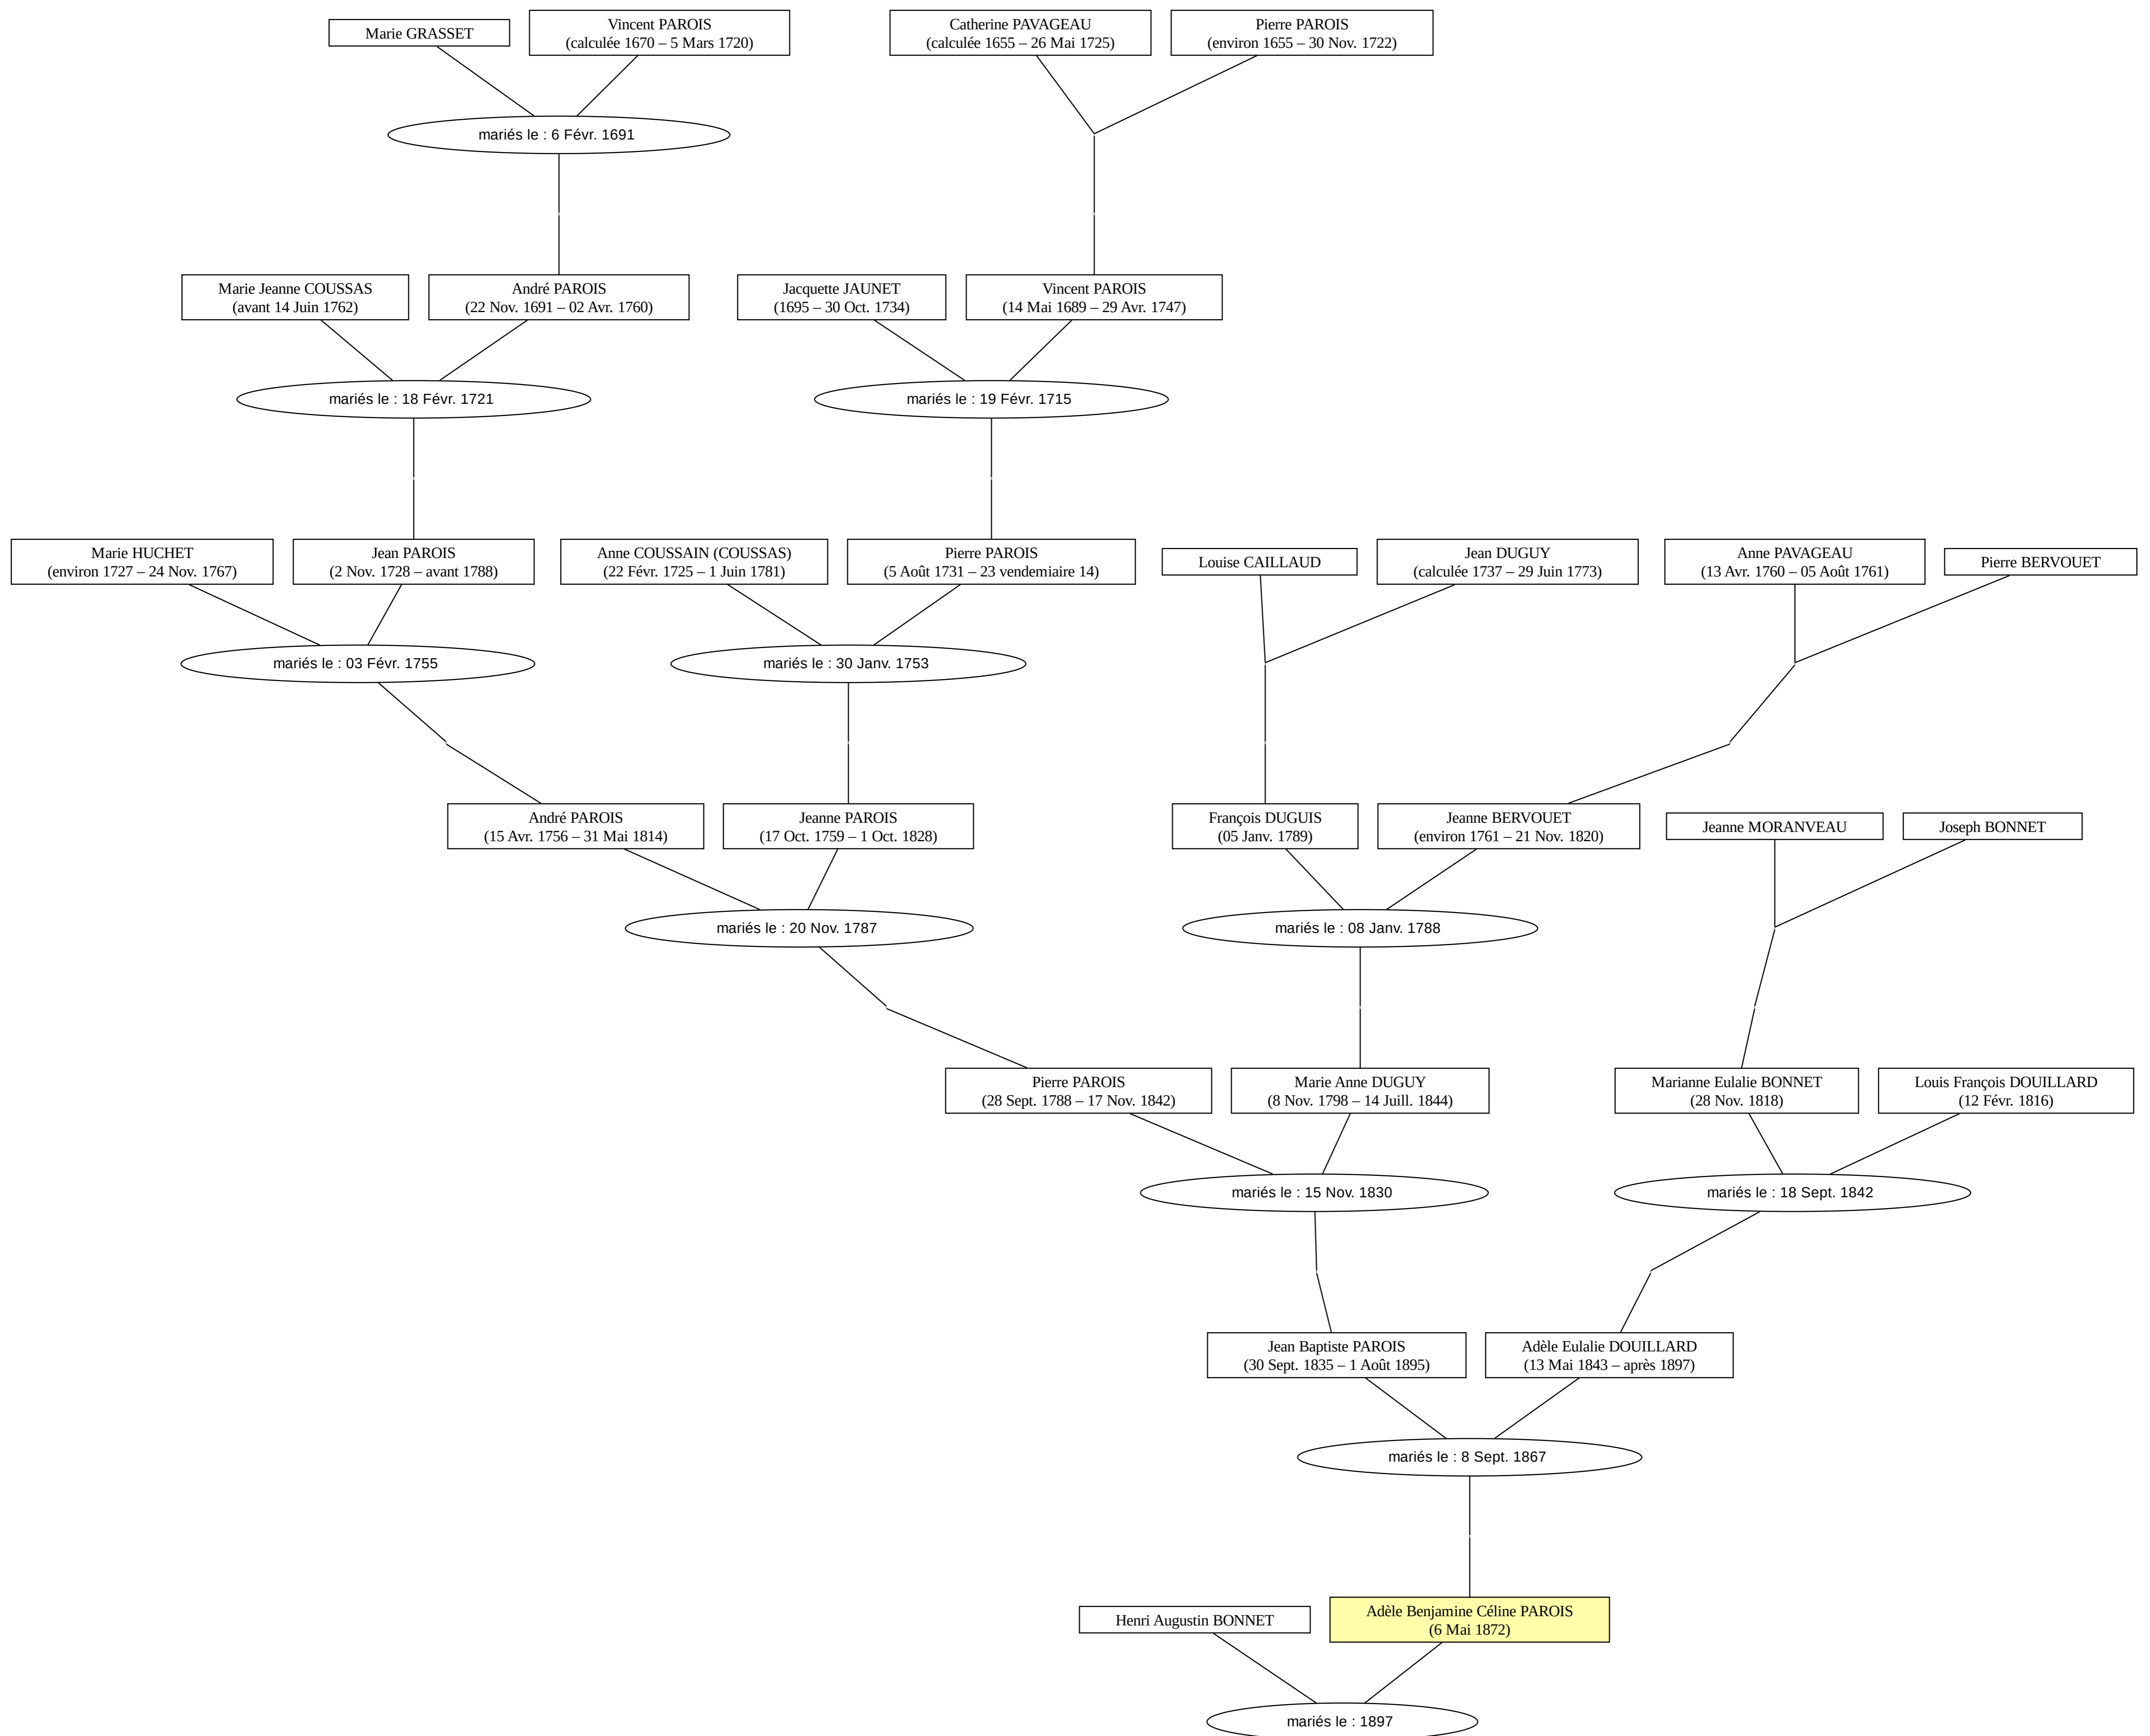 Marie GRASSET
Vincent PAROIS
(calculée 1670 – 5 Mars 1720)
Catherine PAVAGEAU
(calculée 1655 – 26 Mai 1725)
Pierre PAROIS
(environ 1655 – 30 Nov. 1722)
mariés le : 6 Févr. 1691
Marie Jeanne COUSSAS
(avant 14 Juin 1762)
André PAROIS
(22 Nov. 1691 – 02 Avr. 1760)
Jacquette JAUNET
(1695 – 30 Oct. 1734)
Vincent PAROIS
(14 Mai 1689 – 29 Avr. 1747)
mariés le : 18 Févr. 1721
mariés le : 19 Févr. 1715
Marie HUCHET
(environ 1727 – 24 Nov. 1767)
Jean PAROIS
(2 Nov. 1728 – avant 1788)
Anne COUSSAIN (COUSSAS)
(22 Févr. 1725 – 1 Juin 1781)
Pierre PAROIS
(5 Août 1731 – 23 vendemiaire 14)
Louise CAILLAUD
Jean DUGUY
(calculée 1737 – 29 Juin 1773)
Anne PAVAGEAU
(13 Avr. 1760 – 05 Août 1761)
Pierre BERVOUET
mariés le : 03 Févr. 1755
mariés le : 30 Janv. 1753
André PAROIS
(15 Avr. 1756 – 31 Mai 1814)
Jeanne PAROIS
(17 Oct. 1759 – 1 Oct. 1828)
François DUGUIS
(05 Janv. 1789)
Jeanne BERVOUET
(environ 1761 – 21 Nov. 1820)
Jeanne MORANVEAU
Joseph BONNET
mariés le : 20 Nov. 1787
mariés le : 08 Janv. 1788
Pierre PAROIS
(28 Sept. 1788 – 17 Nov. 1842)
Marie Anne DUGUY
(8 Nov. 1798 – 14 Juill. 1844)
Marianne Eulalie BONNET
(28 Nov. 1818)
Louis François DOUILLARD
(12 Févr. 1816)
mariés le : 15 Nov. 1830
mariés le : 18 Sept. 1842
Jean Baptiste PAROIS
(30 Sept. 1835 – 1 Août 1895)
Adèle Eulalie DOUILLARD
(13 Mai 1843 – après 1897)
mariés le : 8 Sept. 1867
Henri Augustin BONNET
Adèle Benjamine Céline PAROIS
(6 Mai 1872)
mariés le : 1897